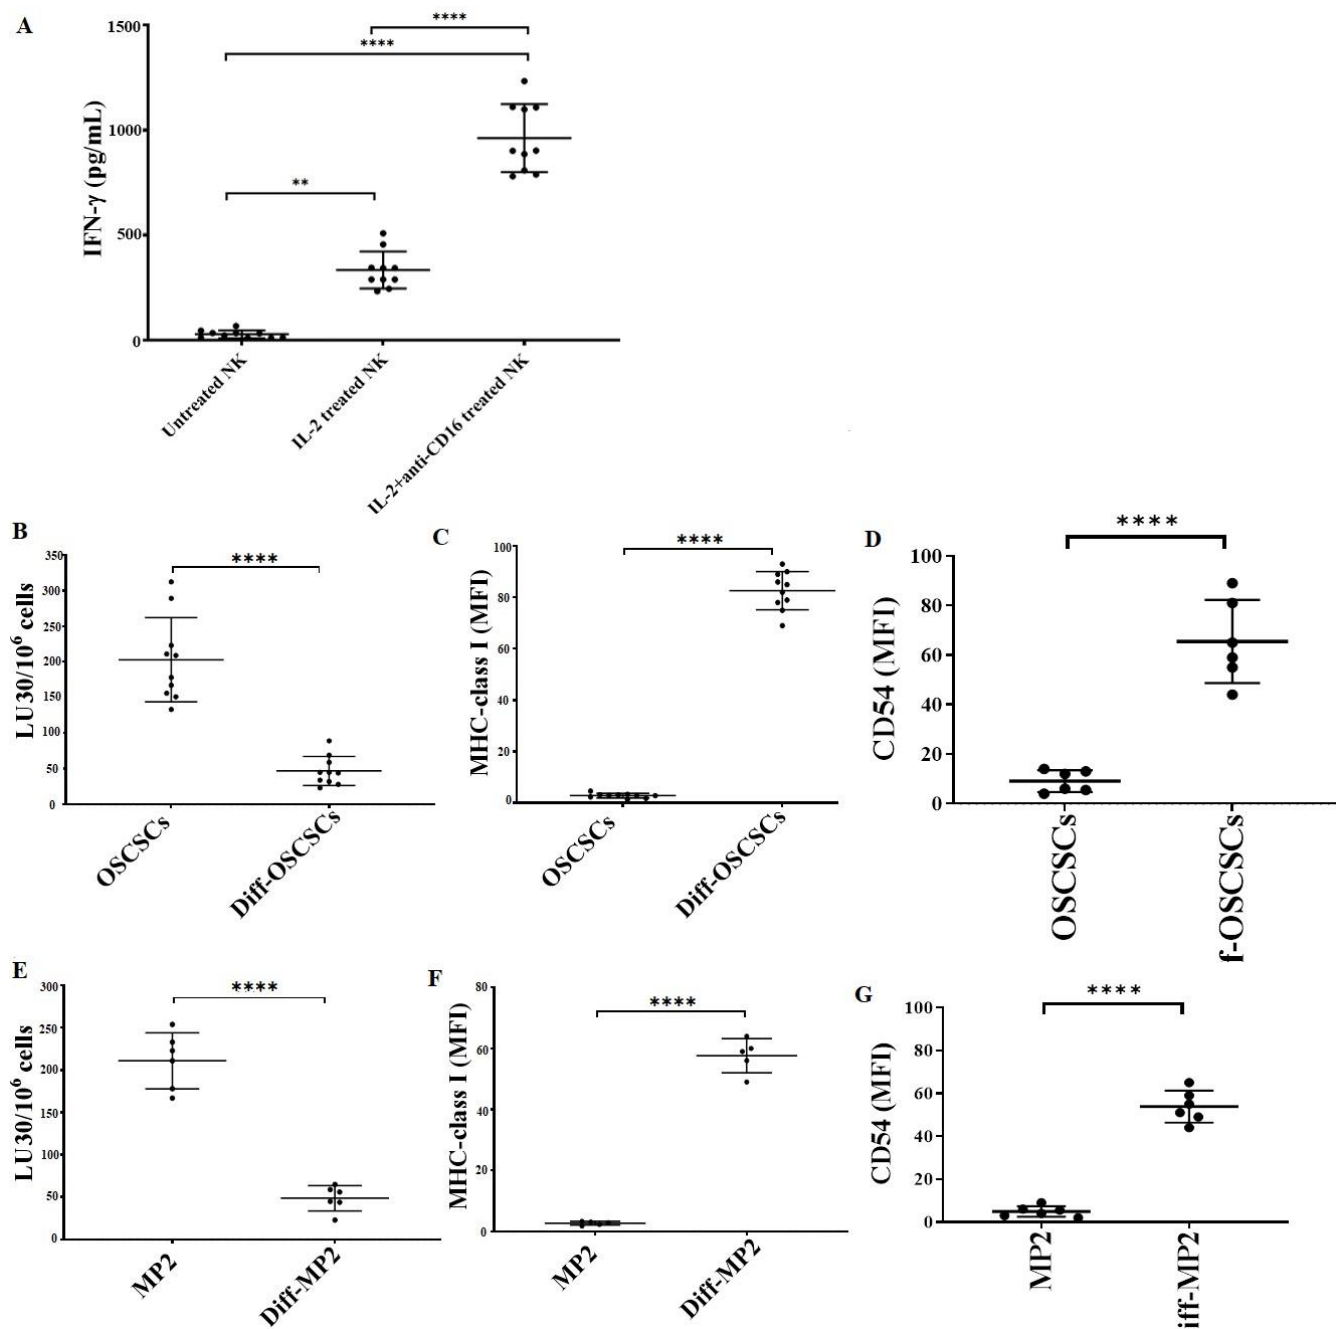 A
****
****
**
1500
1000
500
0
IFN-γ (pg/mL)
Untreated NK
IL-2 treated NK
IL-2+anti-CD16 treated NK
B
****
350
300
250
200
150
100
50
0
LU30/10⁶ cells
OSCSCs
Diff-OSCSCs
C
****
100
80
60
40
20
0
MHC-class I (MFI)
OSCSCs
Diff-OSCSCs
D
****
100
80
60
40
20
0
CD54 (MFI)
OSCSCs
f-OSCSCs
E
****
300
250
200
150
100
50
0
LU30/10⁶ cells
MP2
Diff-MP2
F
****
80
60
40
20
0
MHC-class I (MFI)
MP2
Diff-MP2
G
****
100
80
60
40
20
0
CD54 (MFI)
MP2
iff-MP2